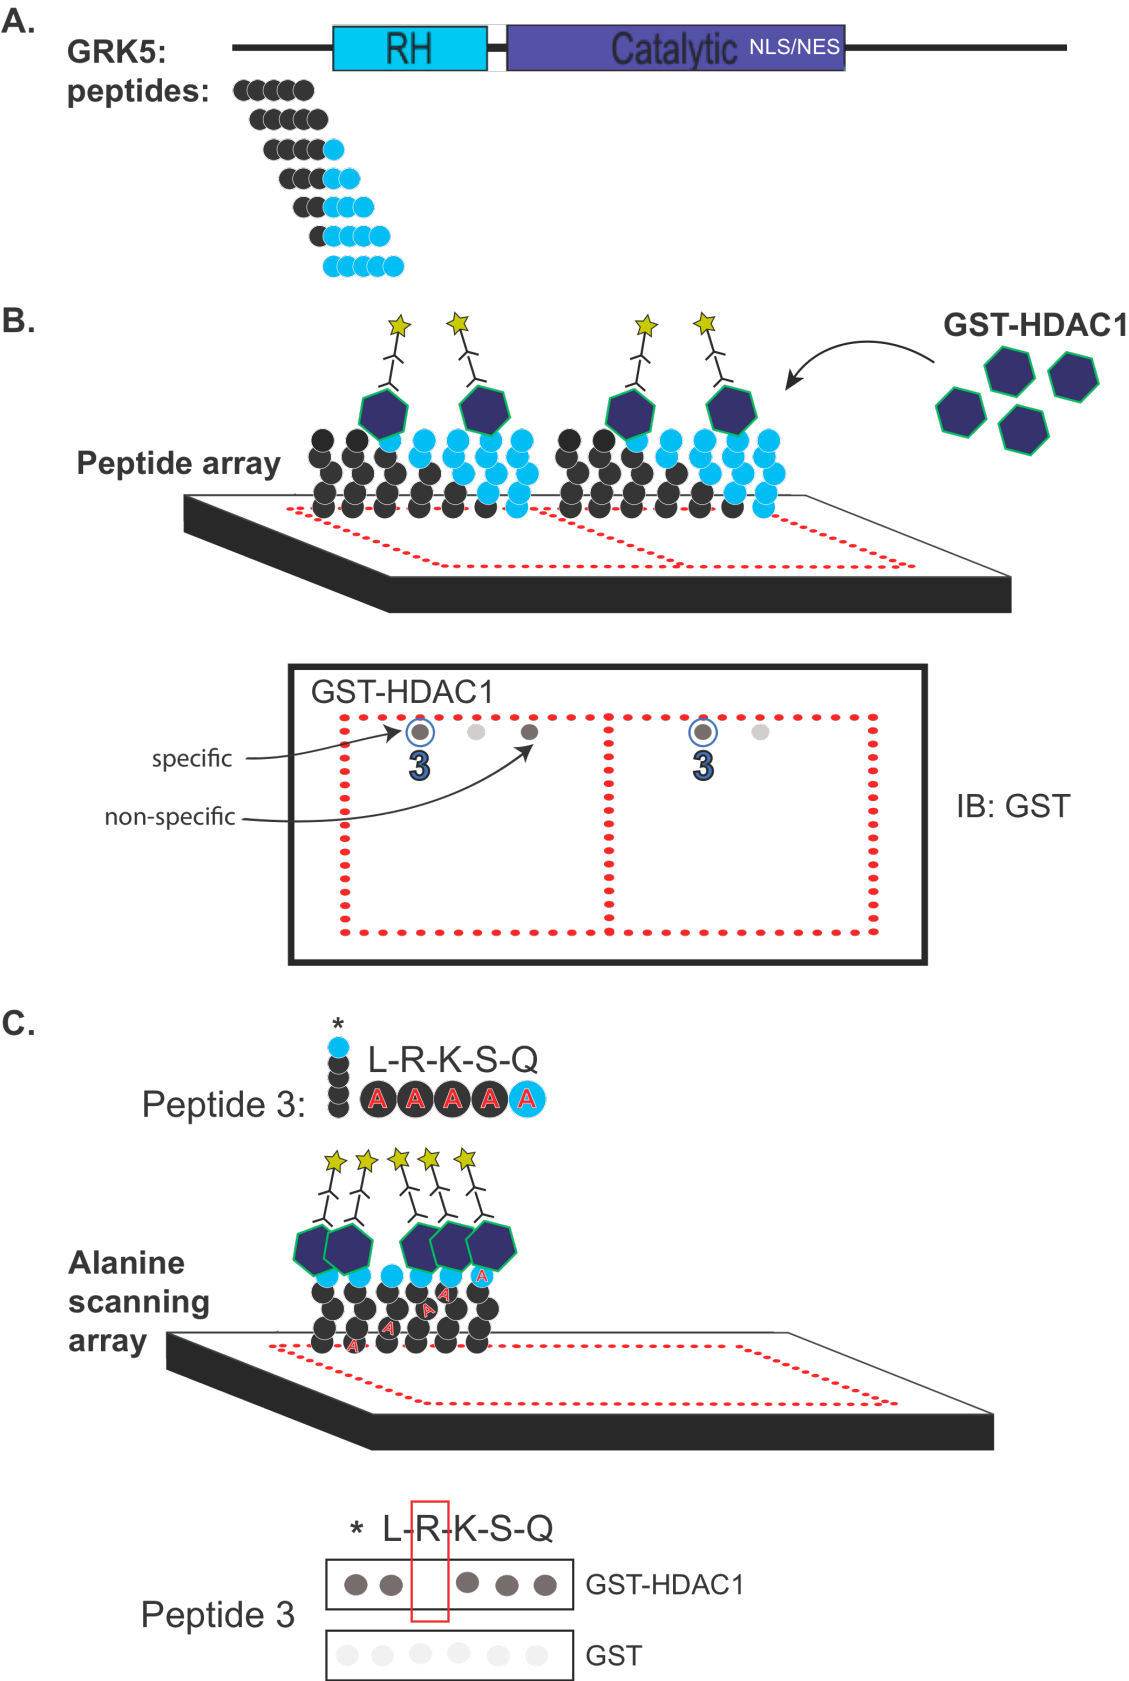 A.
GRK5:
peptides:
RH
Catalytic
NLS/NES
B.
GST-HDAC1
Peptide array
GST-HDAC1
specific
non-specific
3
3
IB: GST
C.
*
L-R-K-S-Q
Peptide 3:
A A A A A
Alanine
scanning
array
A
A
A
A
A
* L-R-K-S-Q
GST-HDAC1
Peptide 3
GST